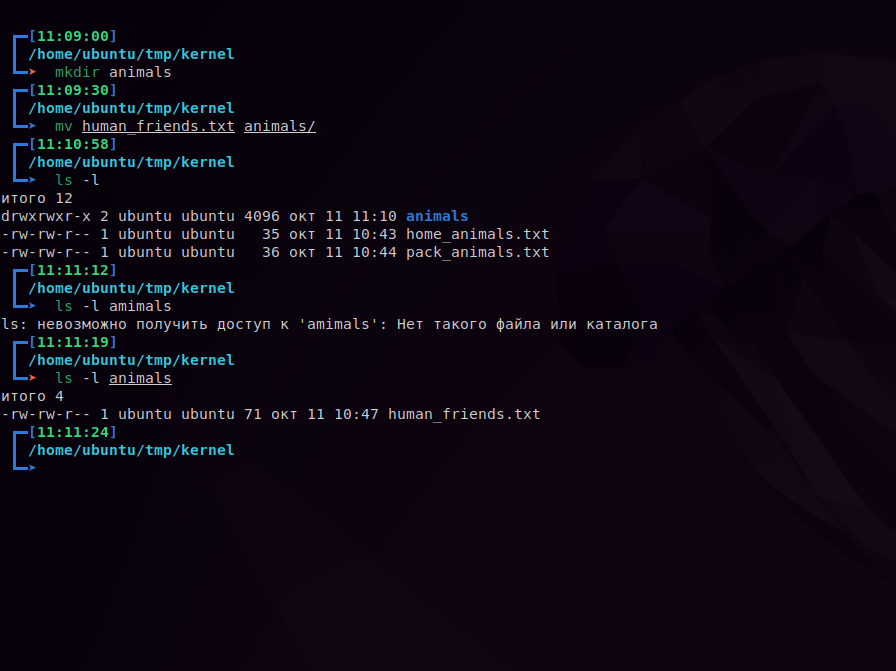 [11:09:00]
/home/ubuntu/tmp/kernel
➤ mkdir animals
[11:09:30]
/home/ubuntu/tmp/kernel
➤ mv human_friends.txt animals/
[11:10:58]
/home/ubuntu/tmp/kernel
➤ ls -l
итого 12
drwxrwxr-x 2 ubuntu ubuntu 4096 окт 11 11:10 animals
-rw-rw-r-- 1 ubuntu ubuntu   35 окт 11 10:43 home_animals.txt
-rw-rw-r-- 1 ubuntu ubuntu   36 окт 11 10:44 pack_animals.txt
[11:11:12]
/home/ubuntu/tmp/kernel
➤ ls -l amimals
ls: невозможно получить доступ к 'amimals': Нет такого файла или каталога
[11:11:19]
/home/ubuntu/tmp/kernel
➤ ls -l animals
итого 4
-rw-rw-r-- 1 ubuntu ubuntu 71 окт 11 10:47 human_friends.txt
[11:11:24]
/home/ubuntu/tmp/kernel
➤